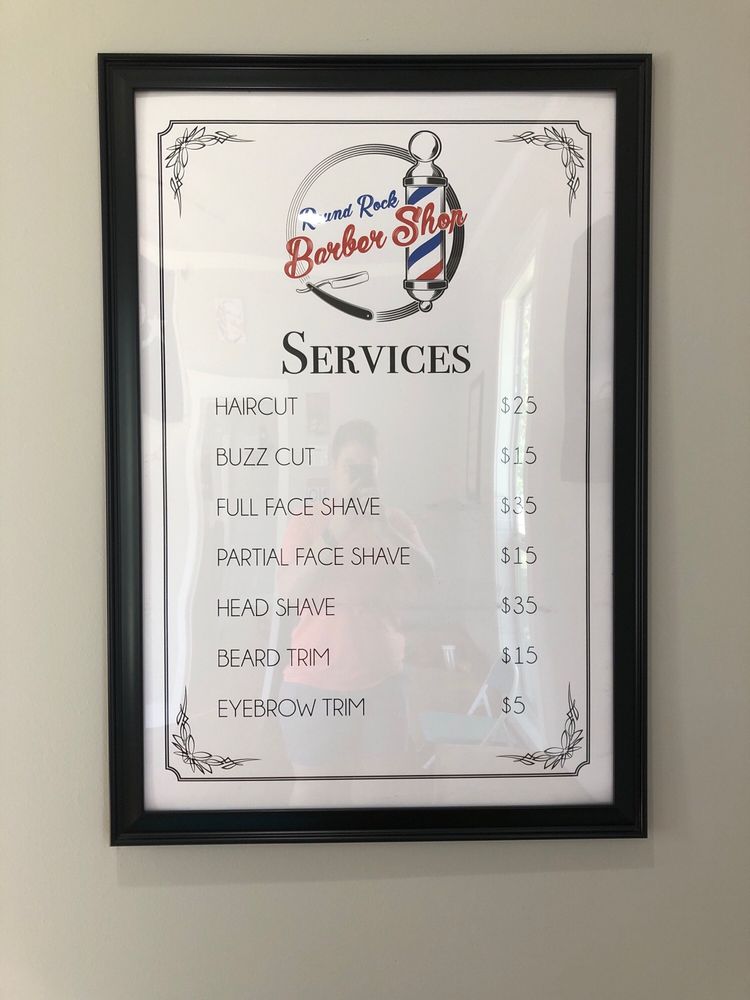 Round Rock
Barber Shop
SERVICES
HAIRCUT $25
BUZZ CUT $15
FULL FACE SHAVE $35
PARTIAL FACE SHAVE $15
HEAD SHAVE $35
BEARD TRIM $15
EYEBROW TRIM $5